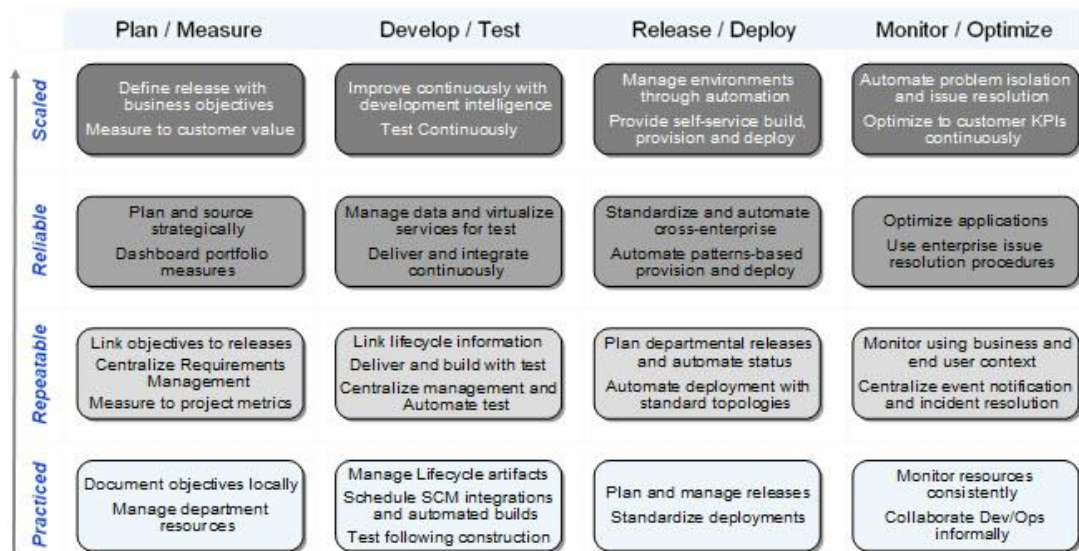 Plan / Measure
Develop / Test
Release / Deploy
Monitor / Optimize
Scaled
Define release with
business objectives
Measure to customer value
Improve continuously with
development intelligence
Test Continuously
Manage environments
through automation
Provide self-service build,
provision and deploy
Automate problem isolation
and issue resolution
Optimize to customer KPIs
continuously
Reliable
Plan and source
strategically
Dashboard portfolio
measures
Manage data and virtualize
services for test
Deliver and integrate
continuously
Standardize and automate
cross-enterprise
Automate patterns-based
provision and deploy
Optimize applications
Use enterprise issue
resolution procedures
Repeatable
Link objectives to releases
Centralize Requirements
Management
Measure to project metrics
Link lifecycle information
Deliver and build with test
Centralize management and
Automate test
Plan departmental releases
and automate status
Automate deployment with
standard topologies
Monitor using business and
end user context
Centralize event notification
and incident resolution
Practiced
Document objectives locally
Manage department
resources
Manage Lifecycle artifacts
Schedule SCM integrations
and automated builds
Test following construction
Plan and manage releases
Standardize deployments
Monitor resources
consistently
Collaborate Dev/Ops
informally